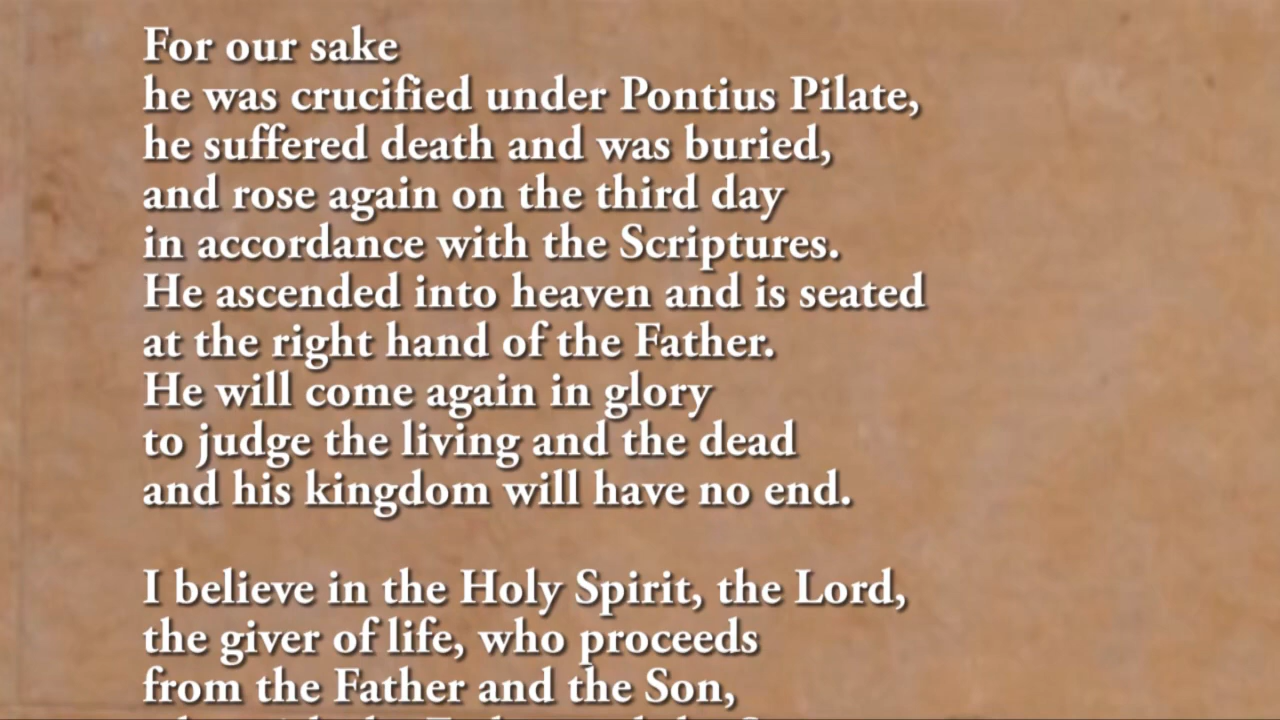 For our sake
he was crucified under Pontius Pilate,
he suffered death and was buried,
and rose again on the third day
in accordance with the Scriptures.
He ascended into heaven and is seated
at the right hand of the Father.
He will come again in glory
to judge the living and the dead
and his kingdom will have no end.
I believe in the Holy Spirit, the Lord,
the giver of life, who proceeds
from the Father and the Son,